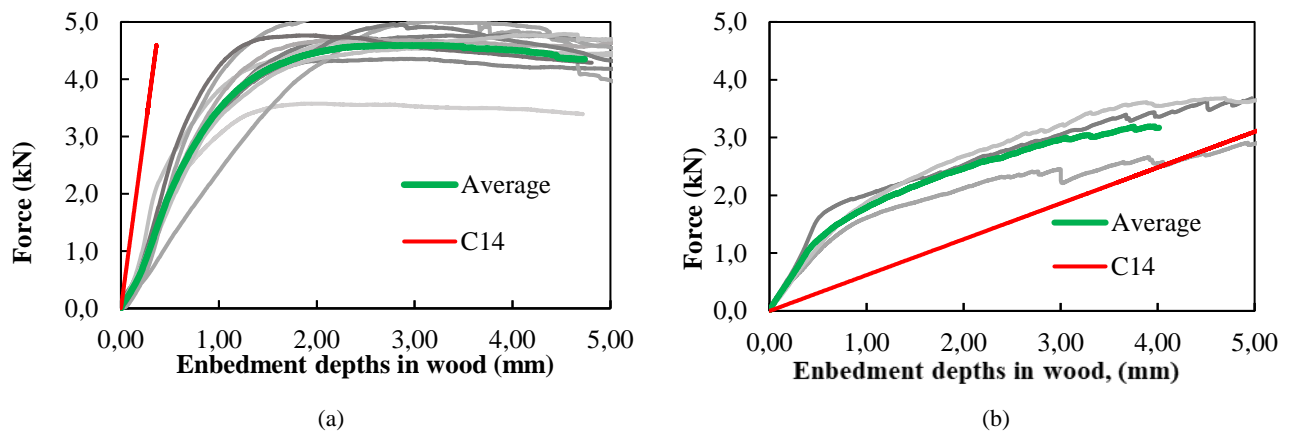 5,0
4,0
3,0
2,0
1,0
0,0
Force (kN)
Average
C14
0,00 1,00 2,00 3,00 4,00 5,00
Enbedment depths in wood (mm)
(a)
5,0
4,0
3,0
2,0
1,0
0,0
Force (kN)
Average
C14
0,00 1,00 2,00 3,00 4,00 5,00
Enbedment depths in wood, (mm)
(b)